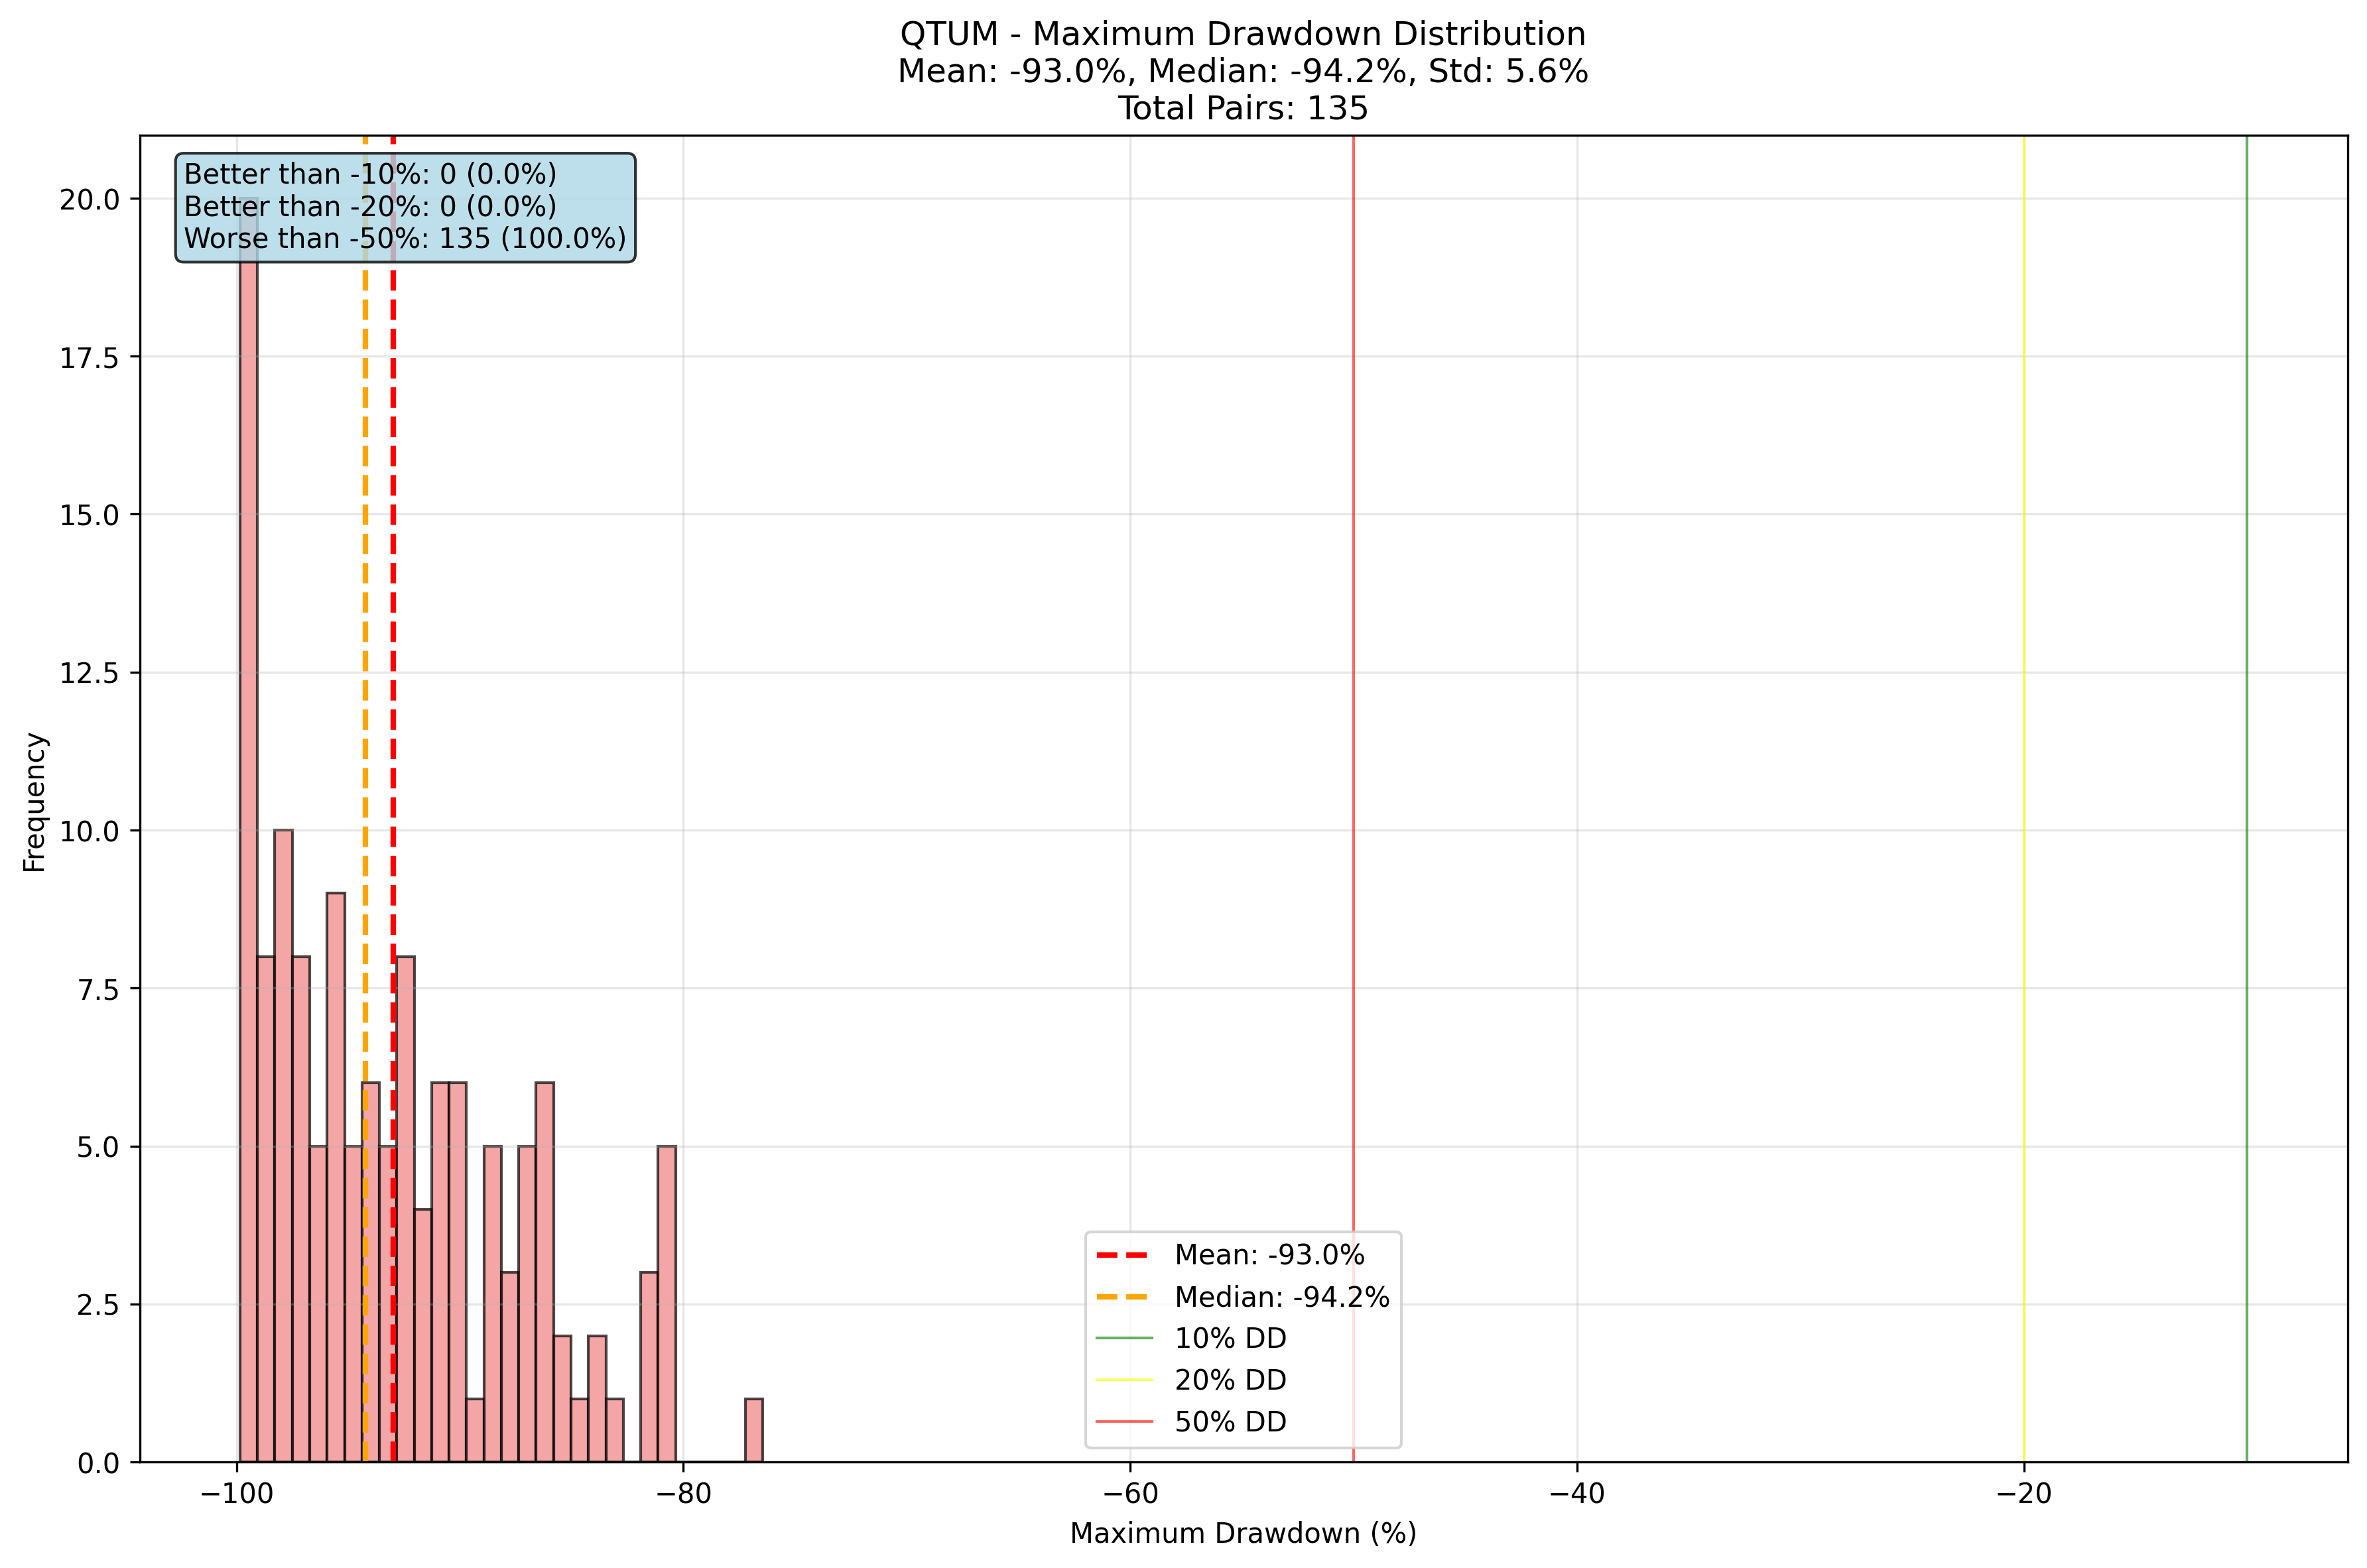 QTUM - Maximum Drawdown Distribution
Mean: -93.0%, Median: -94.2%, Std: 5.6%
Total Pairs: 135
Better than -10%: 0 (0.0%)
Better than -20%: 0 (0.0%)
Worse than -50%: 135 (100.0%)
20.0
17.5
15.0
12.5
10.0
7.5
5.0
2.5
0.0
Frequency
Mean: -93.0%
Median: -94.2%
10% DD
20% DD
50% DD
−100
−80
−60
−40
−20
Maximum Drawdown (%)